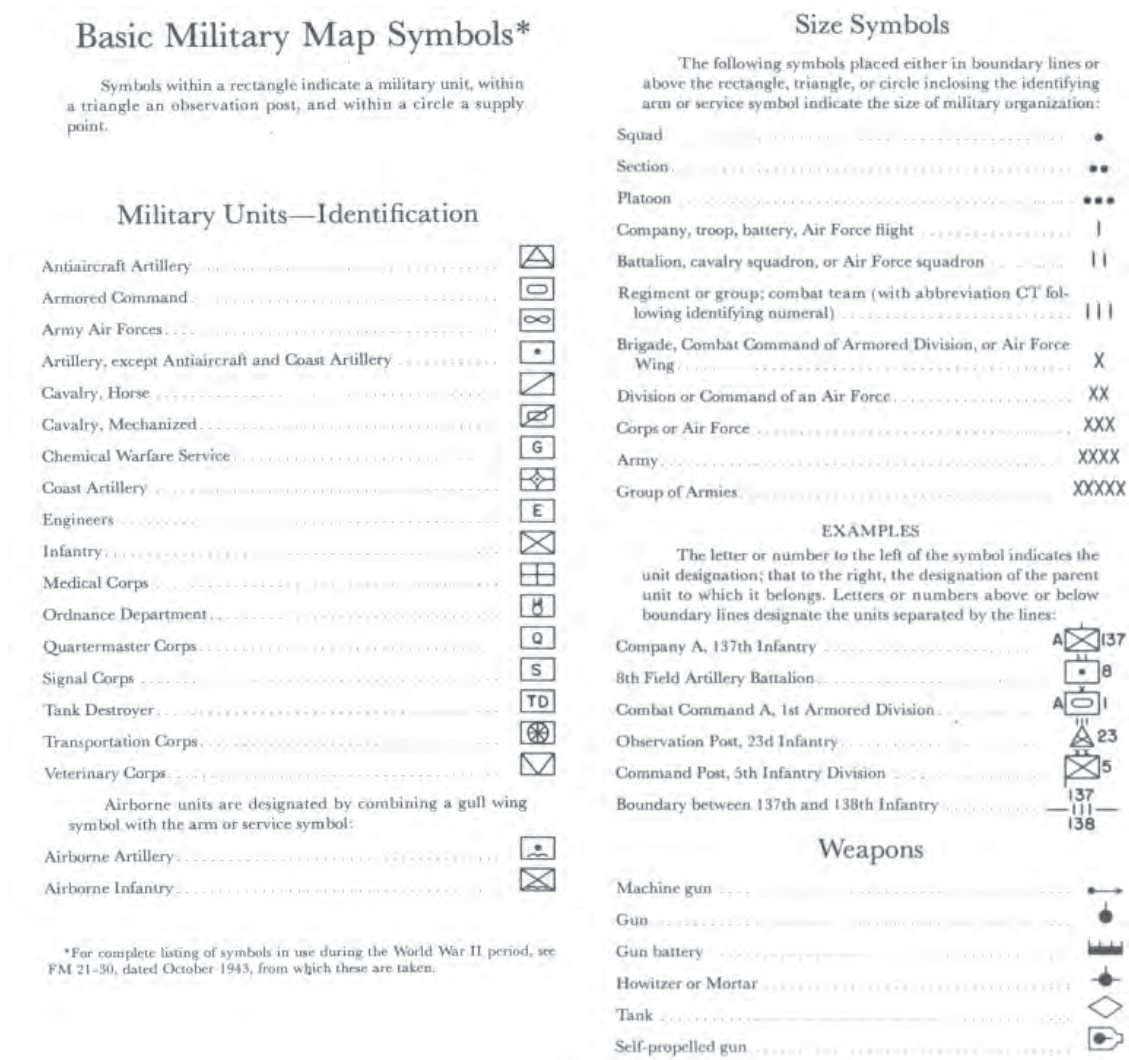 Basic Military Map Symbols*
Symbols within a rectangle indicate a military unit, within
a triangle an observation post, and within a circle a supply
point.
Military Units—Identification
Antiaircraft Artillery
Armored Command
Army Air Forces
Artillery, except Antiaircraft and Coast Artillery
Cavalry, Horse
Cavalry, Mechanized
Chemical Warfare Service
G
Coast Artillery
Engineers
E
Infantry
Medical Corps
Ordnance Department
Quartermaster Corps
Q
Signal Corps
S
Tank Destroyer
TD
Transportation Corps
Veterinary Corps
Airborne units are designated by combining a gull wing
symbol with the arm or service symbol:
Airborne Artillery
Airborne Infantry
*For complete listing of symbols in use during the World War II period, see
FM 21-30, dated October 1943, from which these are taken.
Size Symbols
The following symbols placed either in boundary lines or
above the rectangle, triangle, or circle inclosing the identifying
arm or service symbol indicate the size of military organization:
Squad
Section
Platoon
Company, troop, battery, Air Force flight I
Battalion, cavalry squadron, or Air Force squadron II
Regiment or group; combat team (with abbreviation CT fol-
lowing identifying numeral) III
Brigade, Combat Command of Armored Division, or Air Force
Wing X
Division or Command of an Air Force XX
Corps or Air Force XXX
Army XXXX
Group of Armies XXXXX
EXAMPLES
The letter or number to the left of the symbol indicates the
unit designation; that to the right, the designation of the parent
unit to which it belongs. Letters or numbers above or below
boundary lines designate the units separated by the lines:
Company A, 137th Infantry A 137
8th Field Artillery Battalion 8
Combat Command A, 1st Armored Division A 1
Observation Post, 23d Infantry 23
Command Post, 5th Infantry Division 5
Boundary between 137th and 138th Infantry
137
III
138
Weapons
Machine gun
Gun
Gun battery
Howitzer or Mortar
Tank
Self-propelled gun